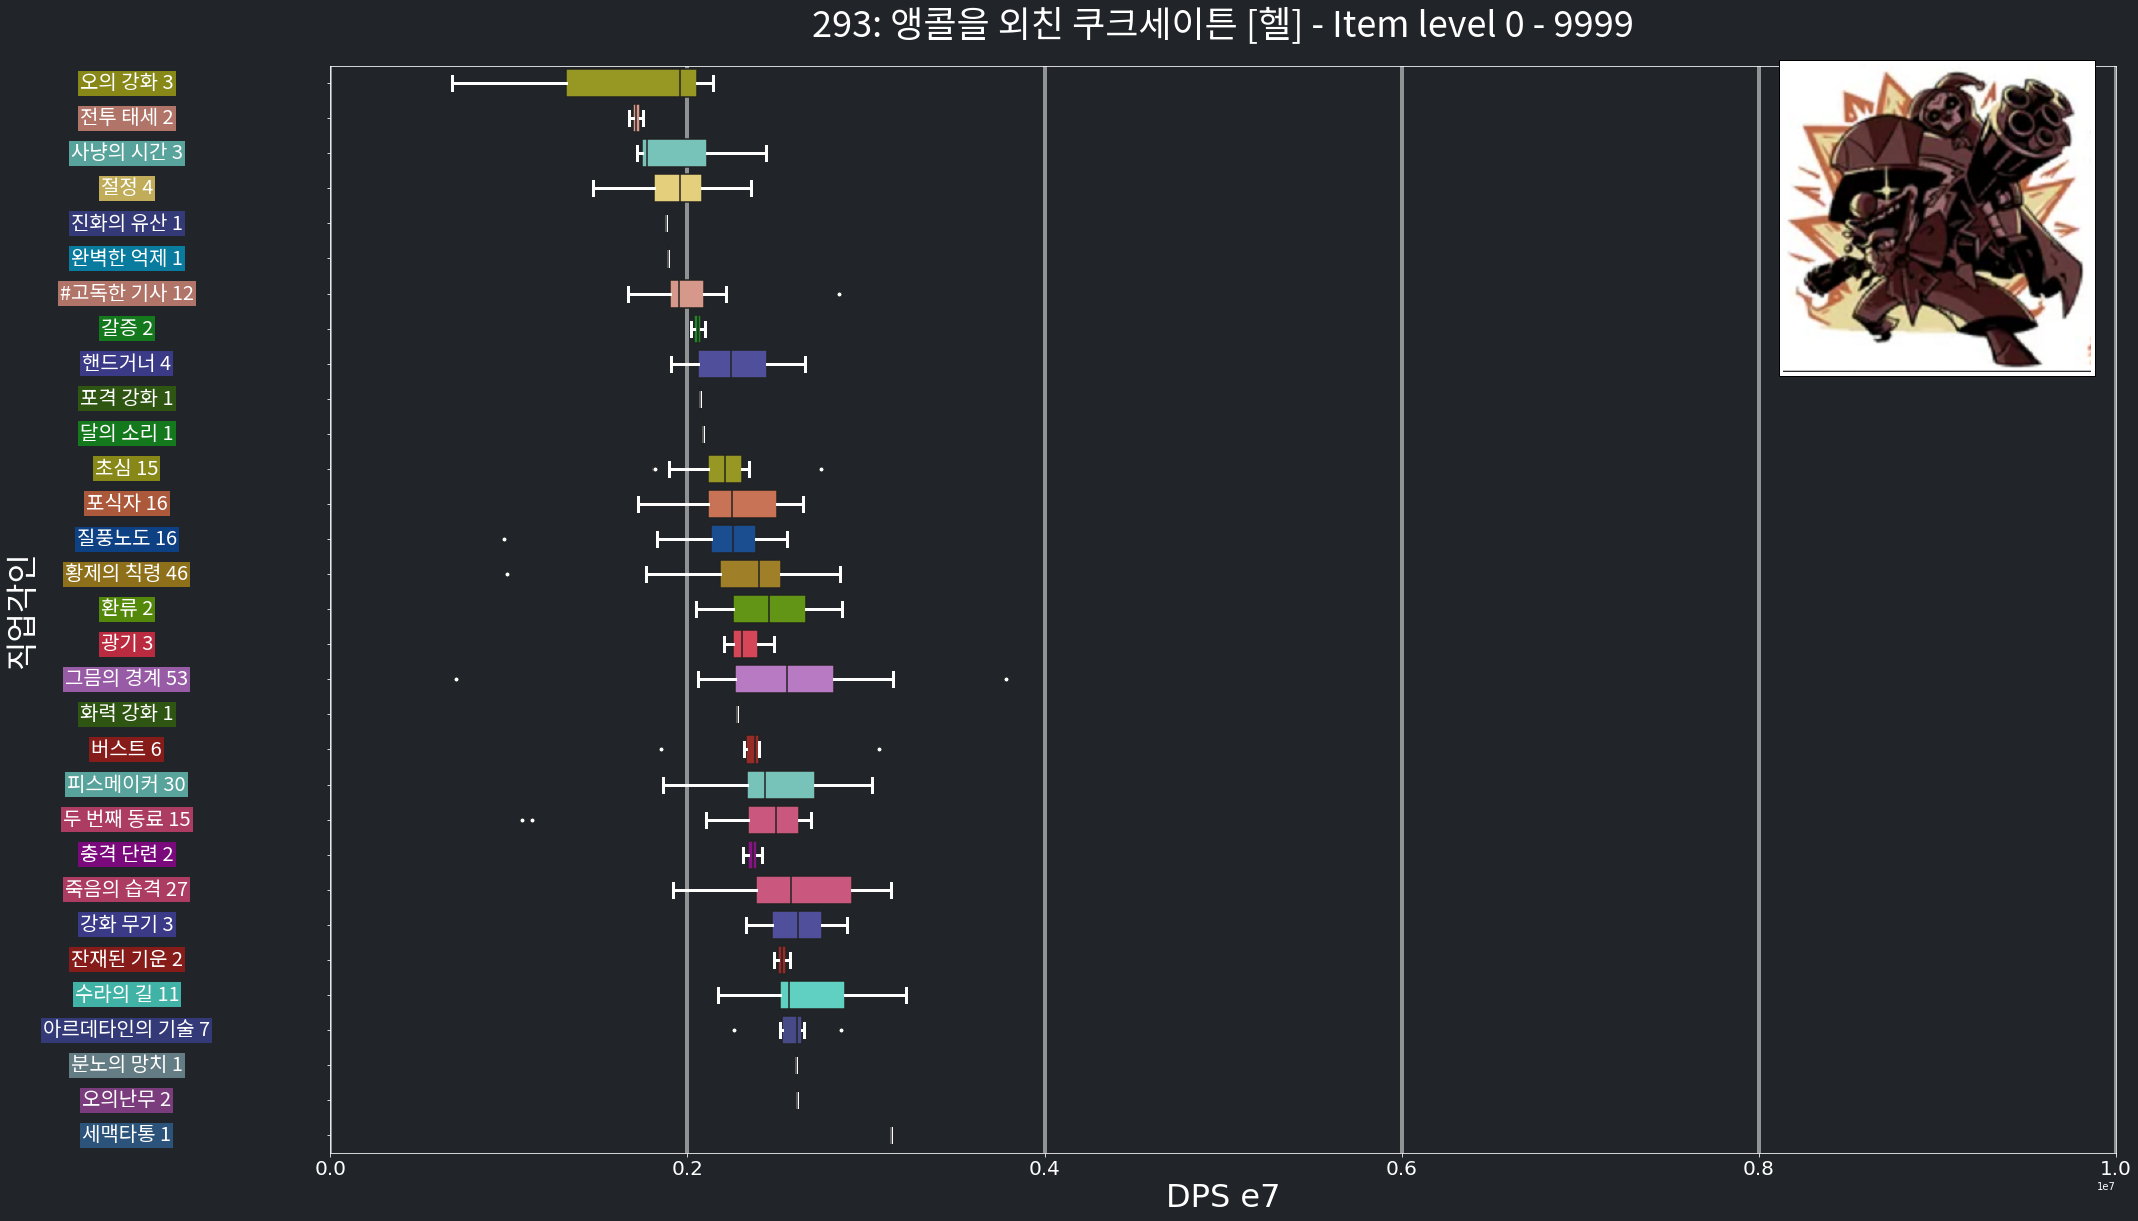 293: 앵콜을 외친 쿠크세이튼 [헬] - Item level 0 - 9999
오의 강화 3
전투 태세 2
사냥의 시간 3
절정 4
진화의 유산 1
완벽한 억제 1
#고독한 기사 12
갈증 2
핸드거너 4
포격 강화 1
달의 소리 1
초심 15
포식자 16
질풍노도 16
황제의 칙령 46
환류 2
광기 3
그믐의 경계 53
화력 강화 1
버스트 6
피스메이커 30
두 번째 동료 15
충격 단련 2
죽음의 습격 27
강화 무기 3
잔재된 기운 2
수라의 길 11
아르데타인의 기술 7
분노의 망치 1
오의난무 2
세맥타통 1
직업각인
0.0 0.2 0.4 0.6 0.8 1.0
1e7
DPS e7